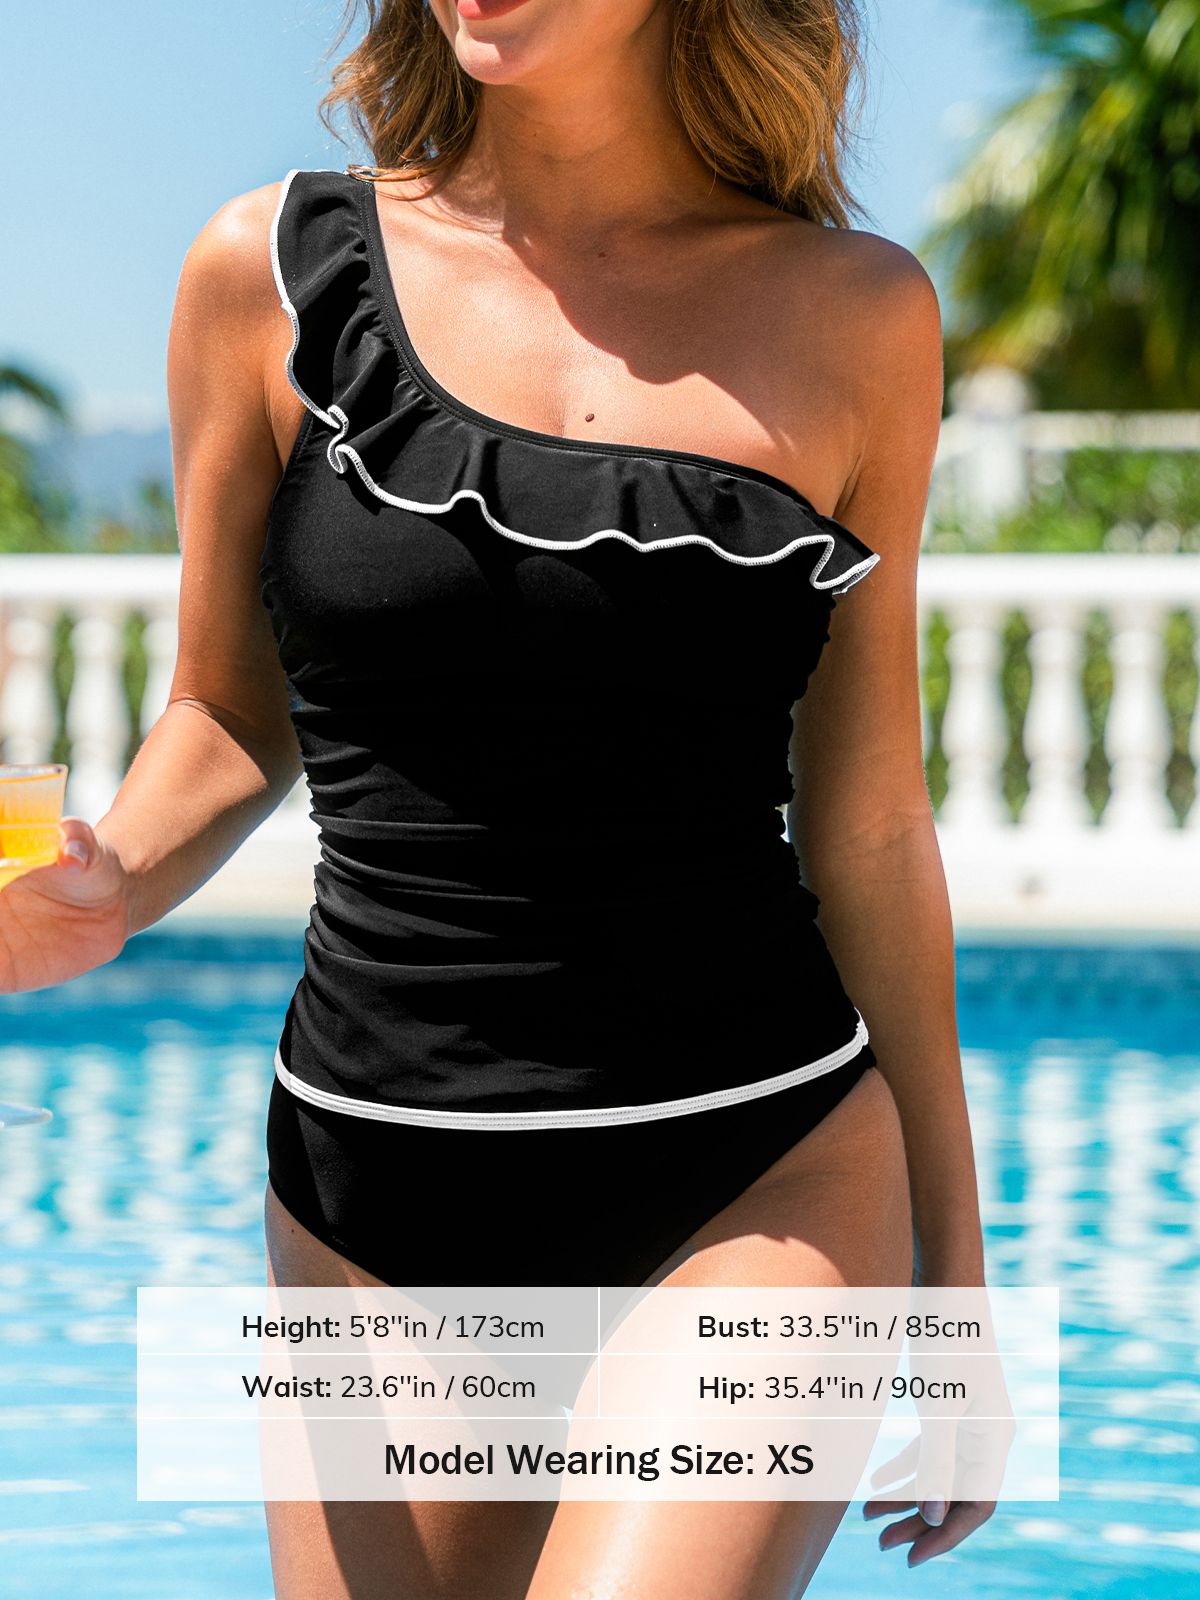 Height: 5'8"in / 173cm
Bust: 33.5"in / 85cm
Waist: 23.6"in / 60cm
Hip: 35.4"in / 90cm
Model Wearing Size: XS